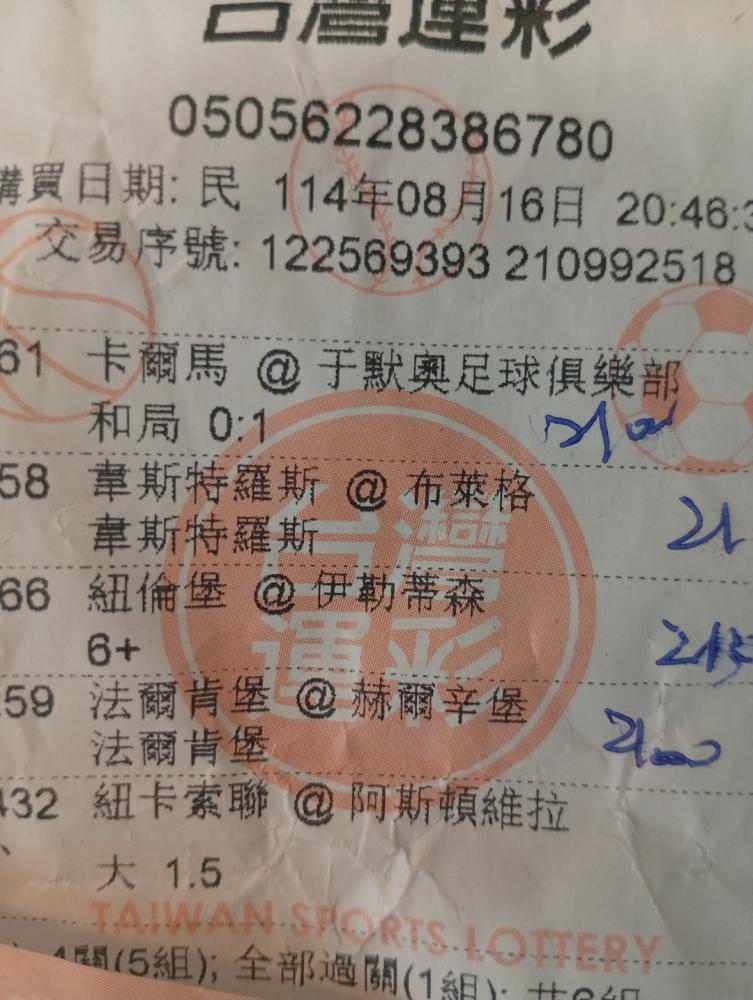 台灣運彩
05056228386780
購買日期: 民 114年08月16日 20:46:3
交易序號: 122569393 210992518
61 卡爾馬 @ 于默奧足球俱樂部
和局 0:1
58 韋斯特羅斯 @ 布萊格
韋斯特羅斯
66 紐倫堡 @ 伊勒蒂森
6+
259 法爾肯堡 @ 赫爾辛堡
法爾肯堡
432 紐卡索聯 @ 阿斯頓維拉
大 1.5
台灣運彩
TAIWAN SPORTS LOTTERY
4關(5組); 全部過關(1組); 共6組